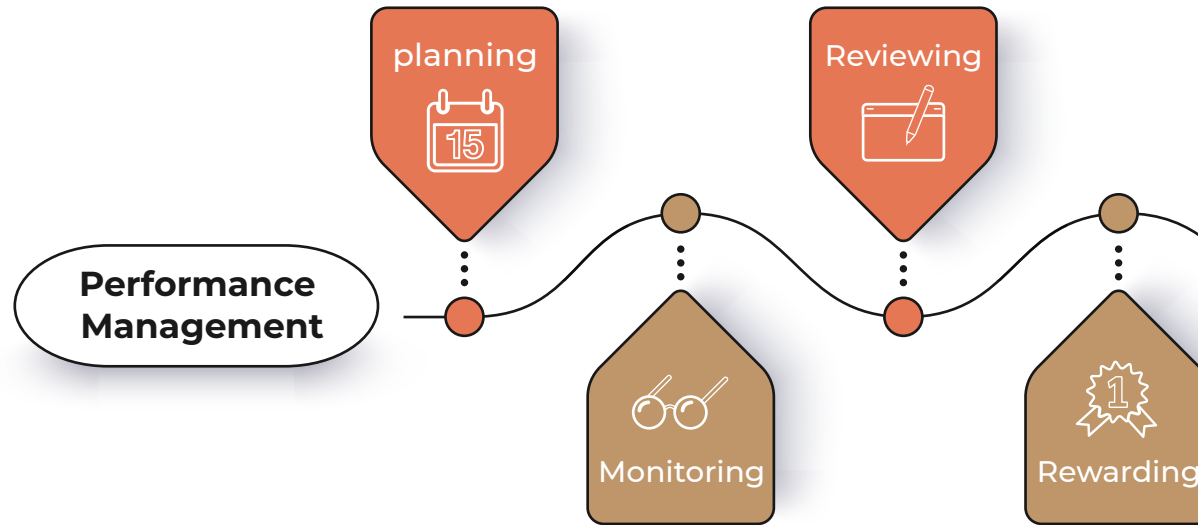 Performance
Management
planning
15
Monitoring
Reviewing
1
Rewarding